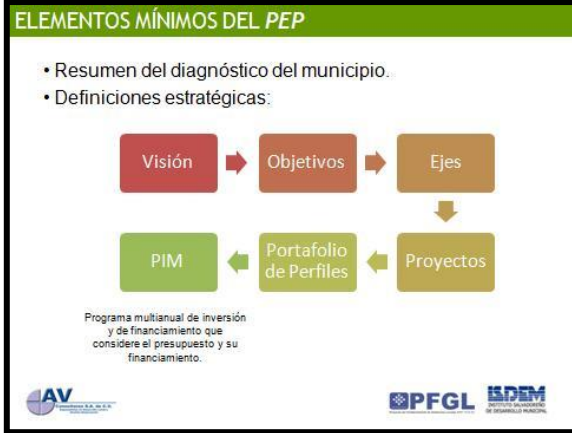 ELEMENTOS MÍNIMOS DEL PEP
• Resumen del diagnóstico del municipio.
• Definiciones estratégicas:
Visión
Objetivos
Ejes
Proyectos
Portafolio
de Perfiles
PIM
Programa multianual de inversión
y de financiamiento que
considere el presupuesto y su
financiamiento.
AV
Consultores S.A. de C.V.
PFGL
ISDEM
INSTITUTO SALVADOREÑO
DE DESARROLLO MUNICIPAL